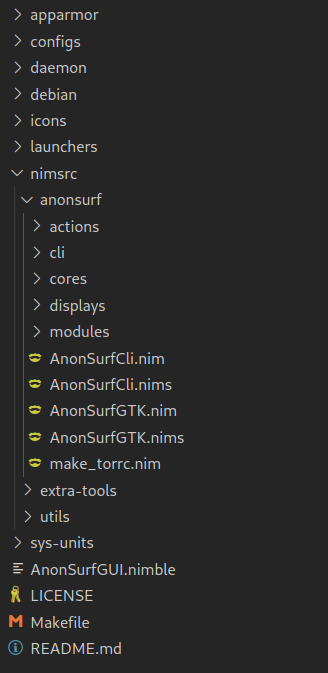 apparmor
configs
daemon
debian
icons
launchers
nimsrc
anonsurf
actions
cli
cores
displays
modules
AnonSurfCli.nim
AnonSurfCli.nims
AnonSurfGTK.nim
AnonSurfGTK.nims
make_torrc.nim
extra-tools
utils
sys-units
AnonSurfGUI.nimble
LICENSE
Makefile
README.md